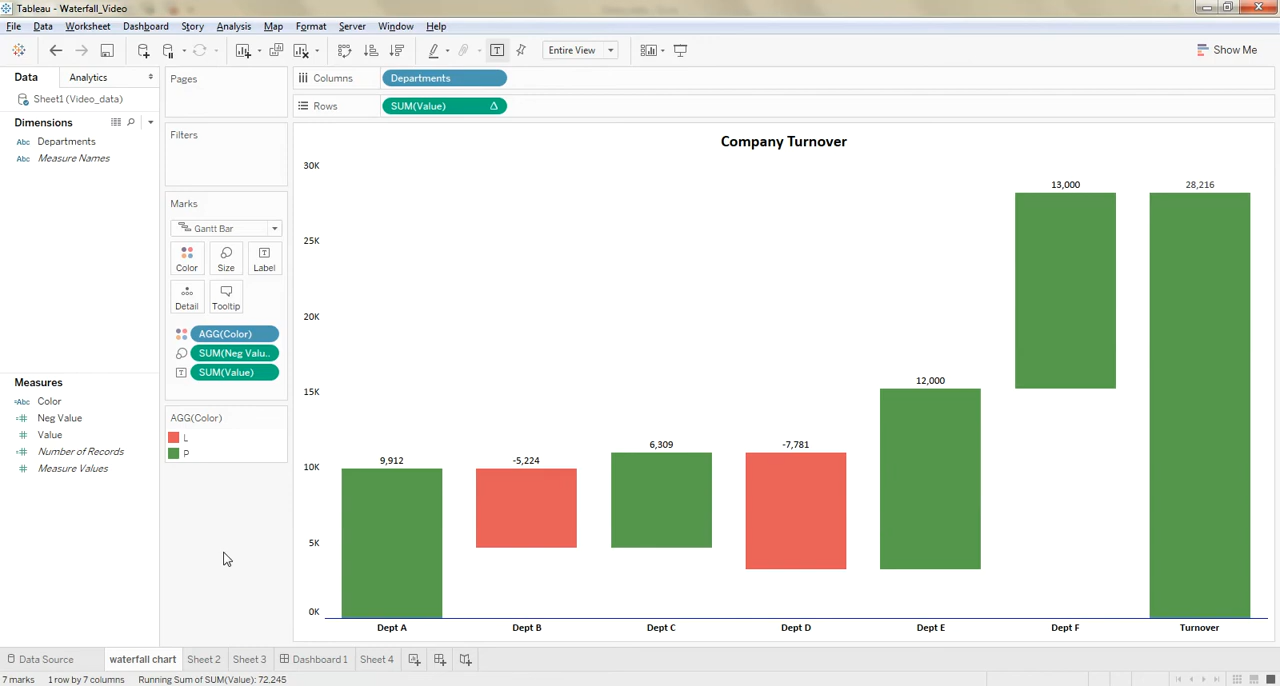 Tableau - Waterfall_Video
File Data Worksheet Dashboard Story Analysis Map Format Server Window Help
Entire View
Show Me
Data Analytics
Sheet1 (Video_data)
Dimensions
Abc Departments
Abc Measure Names
Measures
=Abc Color
Neg Value
Value
Number of Records
Measure Values
Pages
Filters
Marks
Gantt Bar
Color Size Label
Detail Tooltip
AGG(Color)
SUM(Neg Valu..
SUM(Value)
AGG(Color)
L
P
Columns Departments
Rows SUM(Value) Δ
Company Turnover
30K
25K
20K
15K
10K
5K
0K
9,912
-5,224
6,309
-7,781
12,000
13,000
28,216
Dept A Dept B Dept C Dept D Dept E Dept F Turnover
Data Source waterfall chart Sheet 2 Sheet 3 Dashboard 1 Sheet 4
7 marks 1 row by 7 columns Running Sum of SUM(Value): 72,245